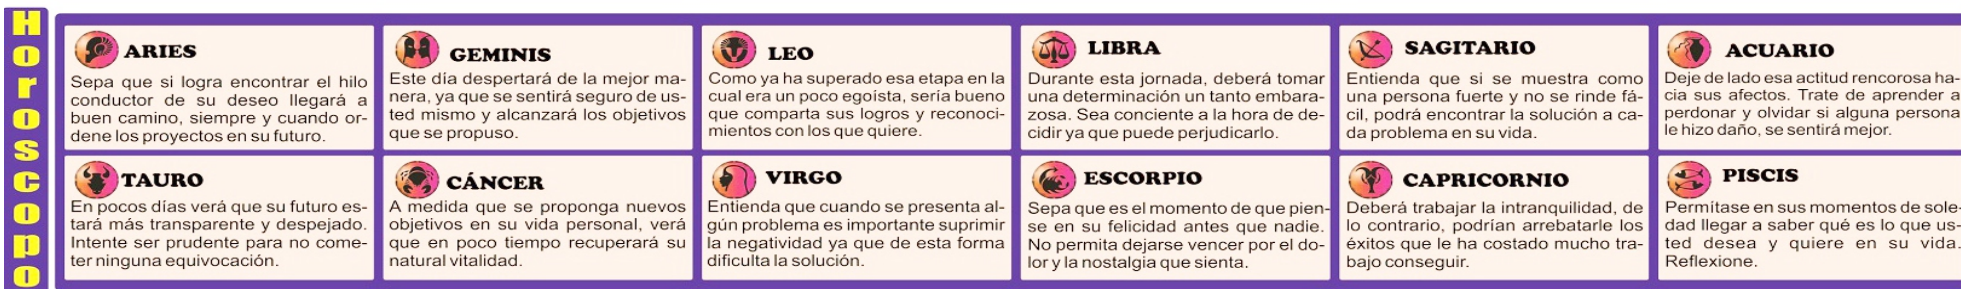 Horoscopo
ARIES
Sepa que si logra encontrar el hilo
conductor de su deseo llegará a
buen camino, siempre y cuando or-
dene los proyectos en su futuro.
GEMINIS
Este día despertará de la mejor ma-
nera, ya que se sentirá seguro de us-
ted mismo y alcanzará los objetivos
que se propuso.
LEO
Como ya ha superado esa etapa en la
cual era un poco egoísta, sería bueno
que comparta sus logros y reconoci-
mientos con los que quiere.
LIBRA
Durante esta jornada, deberá tomar
una determinación un tanto embara-
zosa. Sea conciente a la hora de de-
cidir ya que puede perjudicarlo.
SAGITARIO
Entienda que si se muestra como
una persona fuerte y no se rinde fá-
cil, podrá encontrar la solución a ca-
da problema en su vida.
ACUARIO
Deje de lado esa actitud rencorosa ha-
cia sus afectos. Trate de aprender a
perdonar y olvidar si alguna persona
le hizo daño, se sentirá mejor.
TAURO
En pocos días verá que su futuro es-
tará más transparente y despejado.
Intente ser prudente para no come-
ter ninguna equivocación.
CÁNCER
A medida que se proponga nuevos
objetivos en su vida personal, verá
que en poco tiempo recuperará su
natural vitalidad.
VIRGO
Entienda que cuando se presenta al-
gún problema es importante suprimir
la negatividad ya que de esta forma
dificulta la solución.
ESCORPIO
Sepa que es el momento de que pien-
se en su felicidad antes que nadie.
No permita dejarse vencer por el do-
lor y la nostalgia que sienta.
CAPRICORNIO
Deberá trabajar la intranquilidad, de
lo contrario, podrían arrebatarle los
éxitos que le ha costado mucho tra-
bajo conseguir.
PISCIS
Permítase en sus momentos de sole-
dad llegar a saber qué es lo que us-
ted desea y quiere en su vida.
Reflexione.